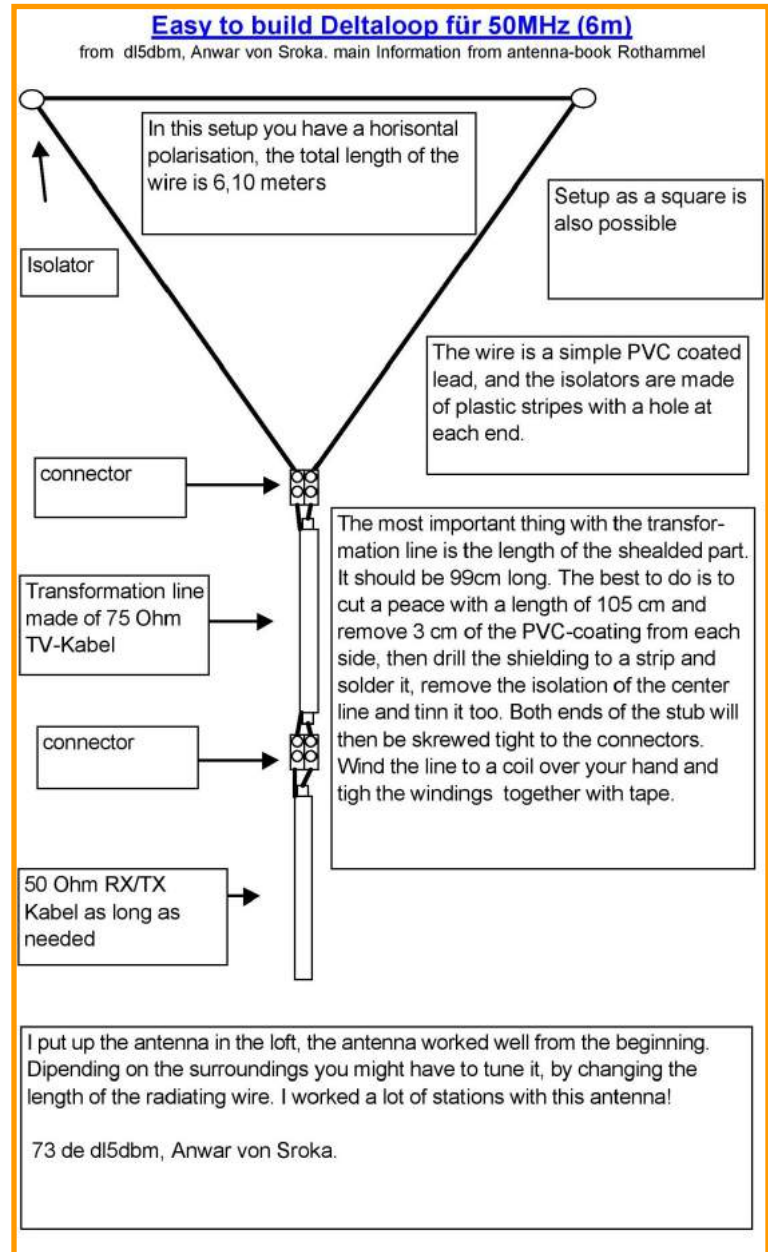 Easy to build Deltaloop für 50MHz (6m)
from dl5dbm, Anwar von Sroka. main Information from antenna-book Rothammel
In this setup you have a horisontal
polarisation, the total length of the
wire is 6,10 meters
Setup as a square is
also possible
Isolator
The wire is a simple PVC coated
lead, and the isolators are made
of plastic stripes with a hole at
each end.
connector
The most important thing with the transfor-
mation line is the length of the shealded part.
It should be 99cm long. The best to do is to
cut a peace with a length of 105 cm and
remove 3 cm of the PVC-coating from each
side, then drill the shielding to a strip and
solder it, remove the isolation of the center
line and tinn it too. Both ends of the stub will
then be skrewed tight to the connectors.
Wind the line to a coil over your hand and
tigh the windings together with tape.
Transformation line
made of 75 Ohm
TV-Kabel
connector
50 Ohm RX/TX
Kabel as long as
needed
I put up the antenna in the loft, the antenna worked well from the beginning.
Dipending on the surroundings you might have to tune it, by changing the
length of the radiating wire. I worked a lot of stations with this antenna!
73 de dl5dbm, Anwar von Sroka.